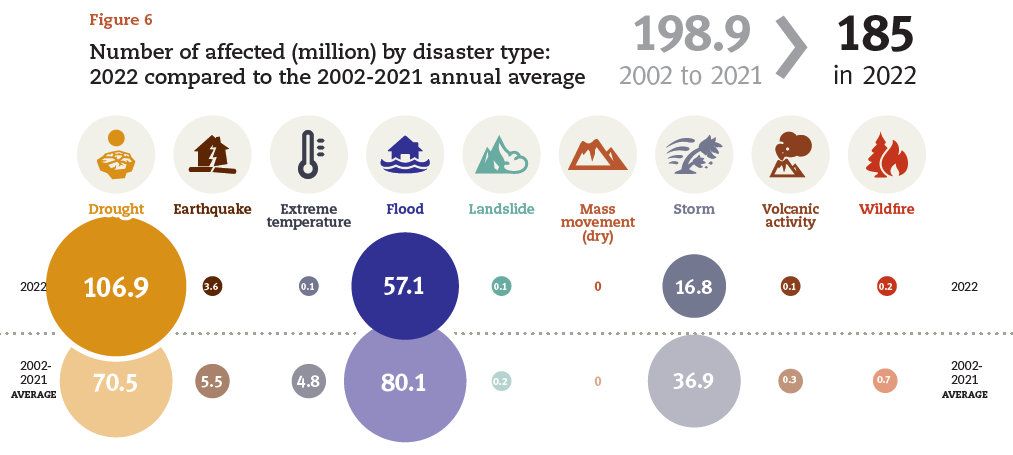 Figure 6
Number of affected (million) by disaster type:
2022 compared to the 2002-2021 annual average
198.9
2002 to 2021
185
in 2022
Drought
Earthquake
Extreme
temperature
Flood
Landslide
Mass
movement
(dry)
Storm
Volcanic
activity
Wildfire
2022
106.9
3.6
0.1
57.1
0.1
0
16.8
0.1
0.2
2022
2002-
2021
AVERAGE
70.5
5.5
4.8
80.1
0.2
0
36.9
0.3
0.7
2002-
2021
AVERAGE